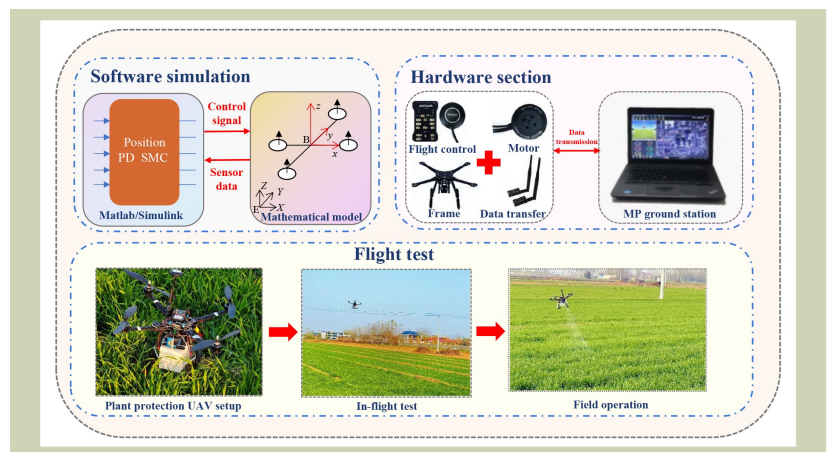 Software simulation
Position
PD SMC
Matlab/Simulink
Control
signal
Sensor
data
z
y
B
x
Z
Y
E
X
Mathematical model
Hardware section
Flight control
Motor
Frame
Data transfer
Data
transmission
MP ground station
Flight test
Plant protection UAV setup
In-flight test
Field operation